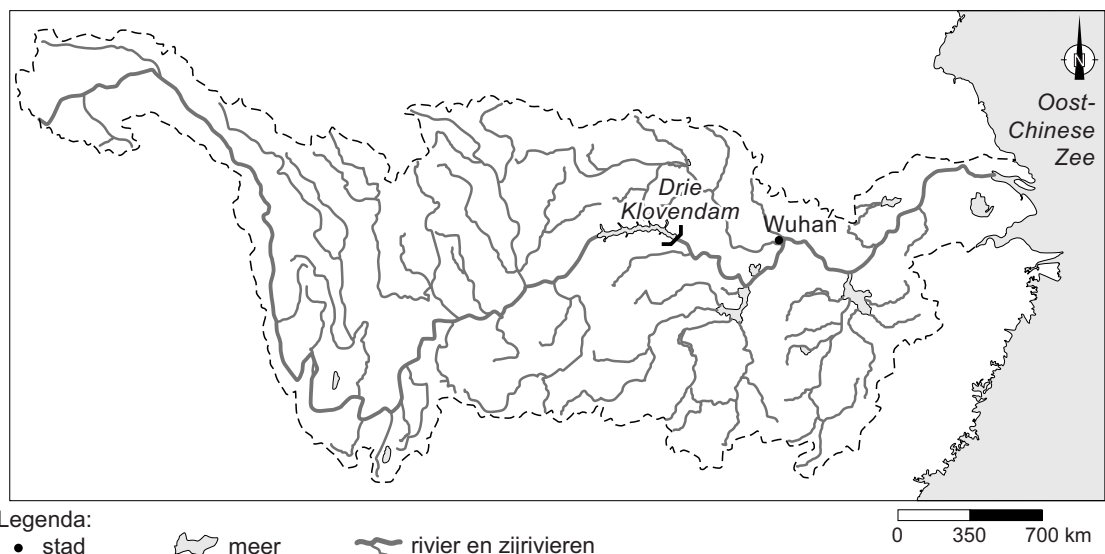 N
Oost-
Chinese
Zee
Drie
Klovendam
Wuhan
Legenda:
stad
meer
rivier en zijrivieren
0 350 700 km